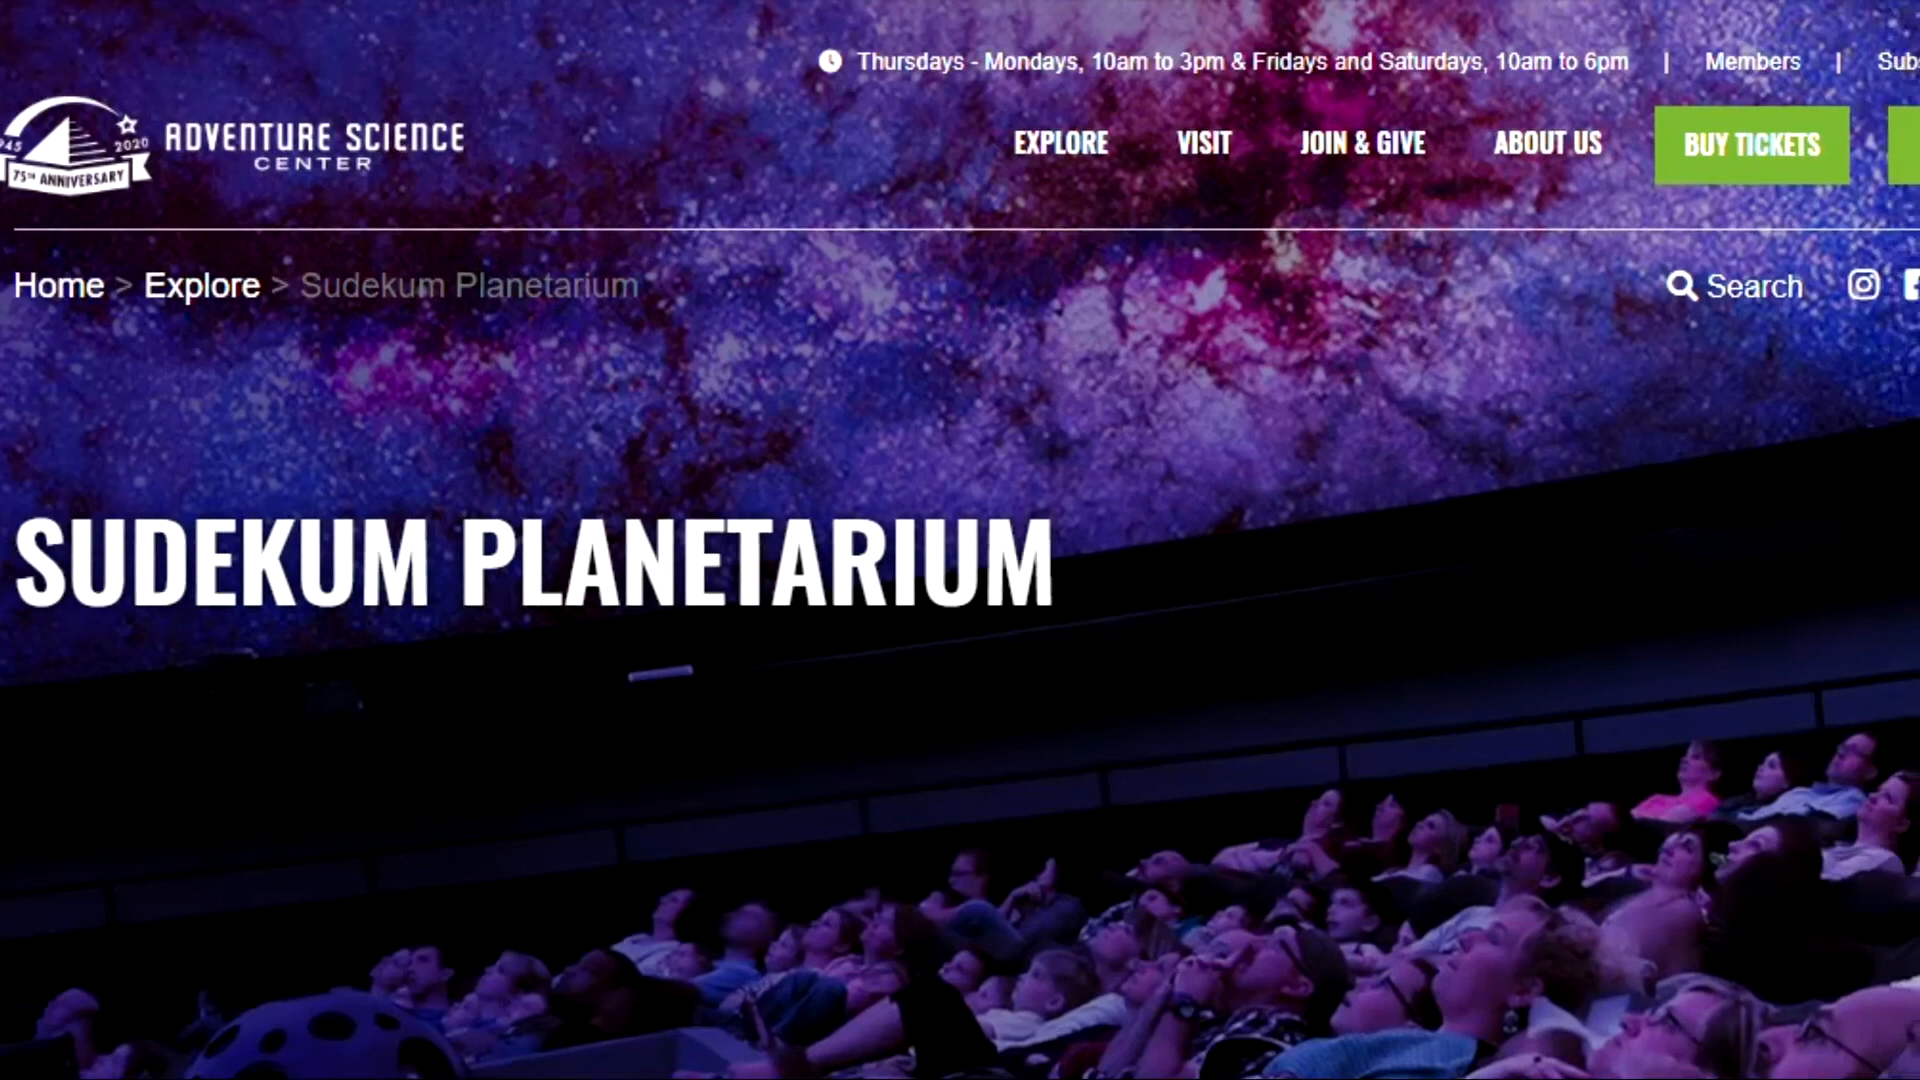 Thursdays - Mondays, 10am to 3pm & Fridays and Saturdays, 10am to 6pm | Members |
2020
75TH ANNIVERSARY
ADVENTURE SCIENCE
CENTER
EXPLORE VISIT JOIN & GIVE ABOUT US BUY TICKETS
Home > Explore > Sudekum Planetarium
Search
SUDEKUM PLANETARIUM